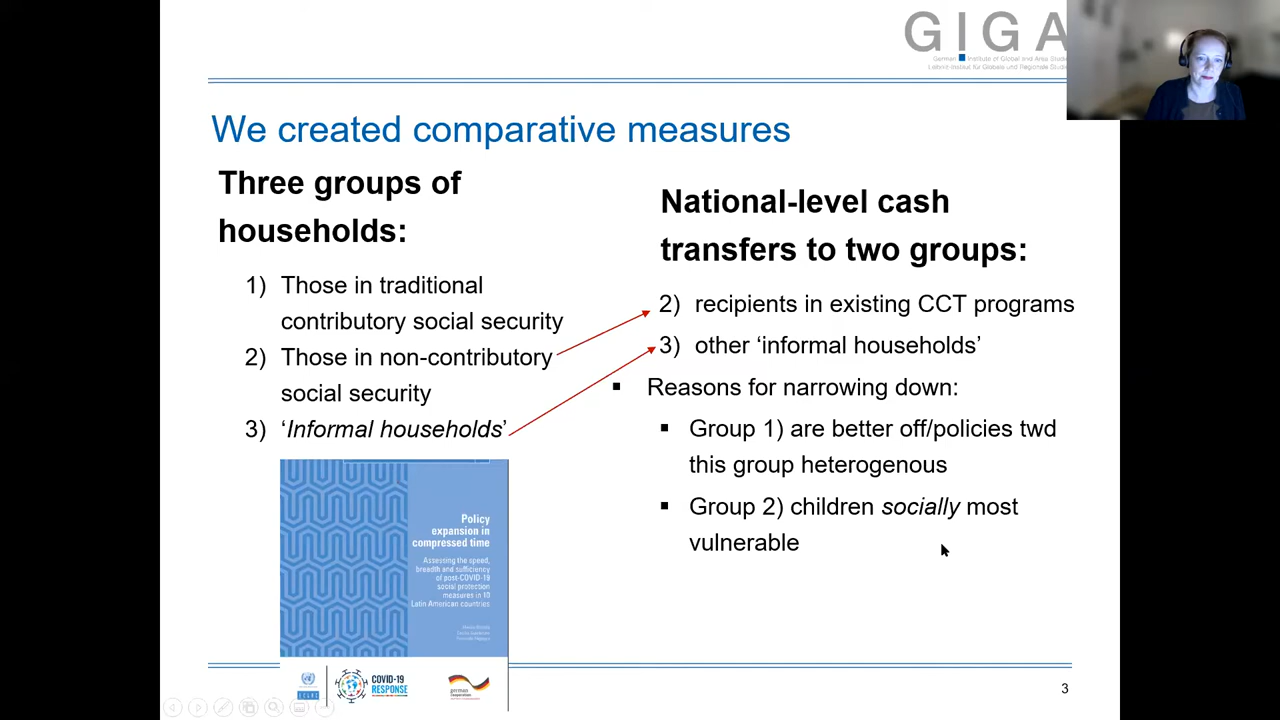 GIGA
German Institute of Global and Area Studies
Leibniz-Institut für Globale und Regionale Studien
We created comparative measures
Three groups of
households:
1) Those in traditional
contributory social security
2) Those in non-contributory
social security
3) ‘Informal households’
National-level cash
transfers to two groups:
2) recipients in existing CCT programs
3) other ‘informal households’
Reasons for narrowing down:
Group 1) are better off/policies twd
this group heterogenous
Group 2) children socially most
vulnerable
Policy
expansion in
compressed time
Assessing the speed,
breadth and sufficiency
of post-COVID-19
social protection
measures in 10
Latin American countries
COVID-19
RESPONSE
german
cooperation
3